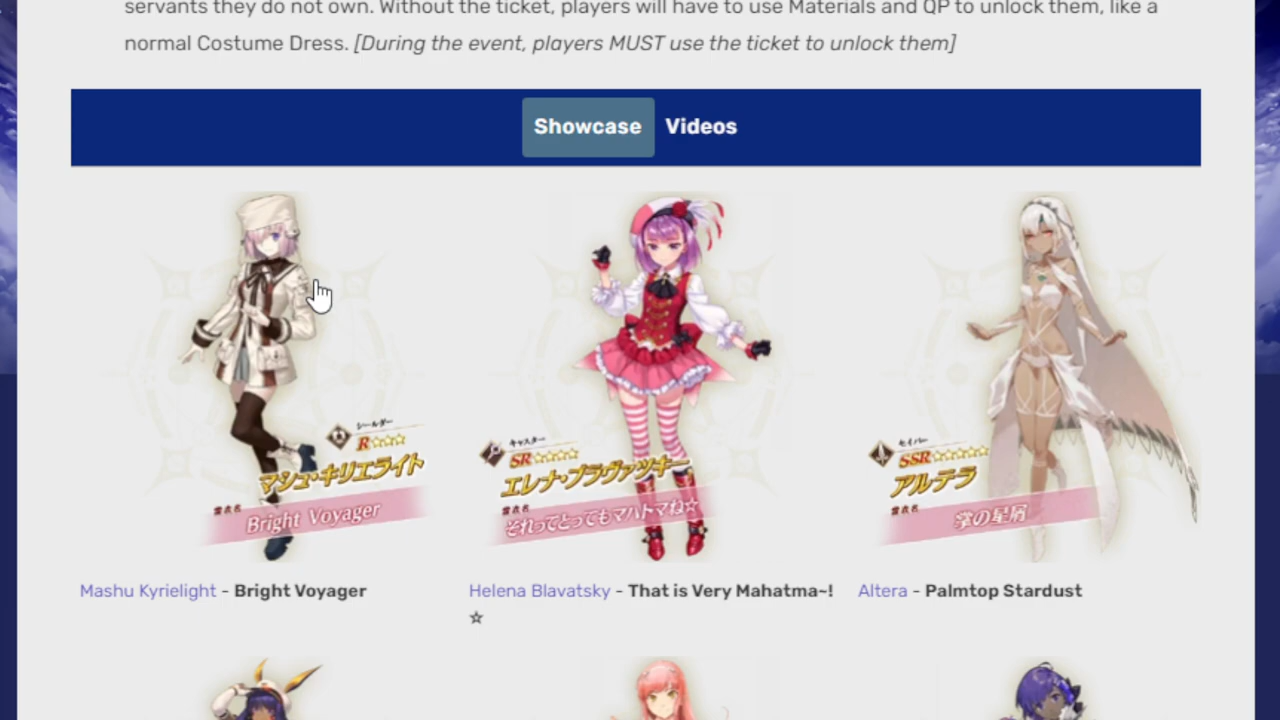 servants they do not own. Without the ticket, players will have to use Materials and QP to unlock them, like a
normal Costume Dress. [During the event, players MUST use the ticket to unlock them]
Showcase Videos
シールダー
R☆☆☆
マシュ・キリエライト
霊衣名
Bright Voyager
キャスター
SR☆☆☆☆
エレナ・ブラヴァツキー
霊衣名
それってとってもマハトマね☆
セイバー
SSR☆☆☆☆☆
アルテラ
霊衣名
掌の星屑
Mashu Kyrielight - Bright Voyager
Helena Blavatsky - That is Very Mahatma~!
☆
Altera - Palmtop Stardust